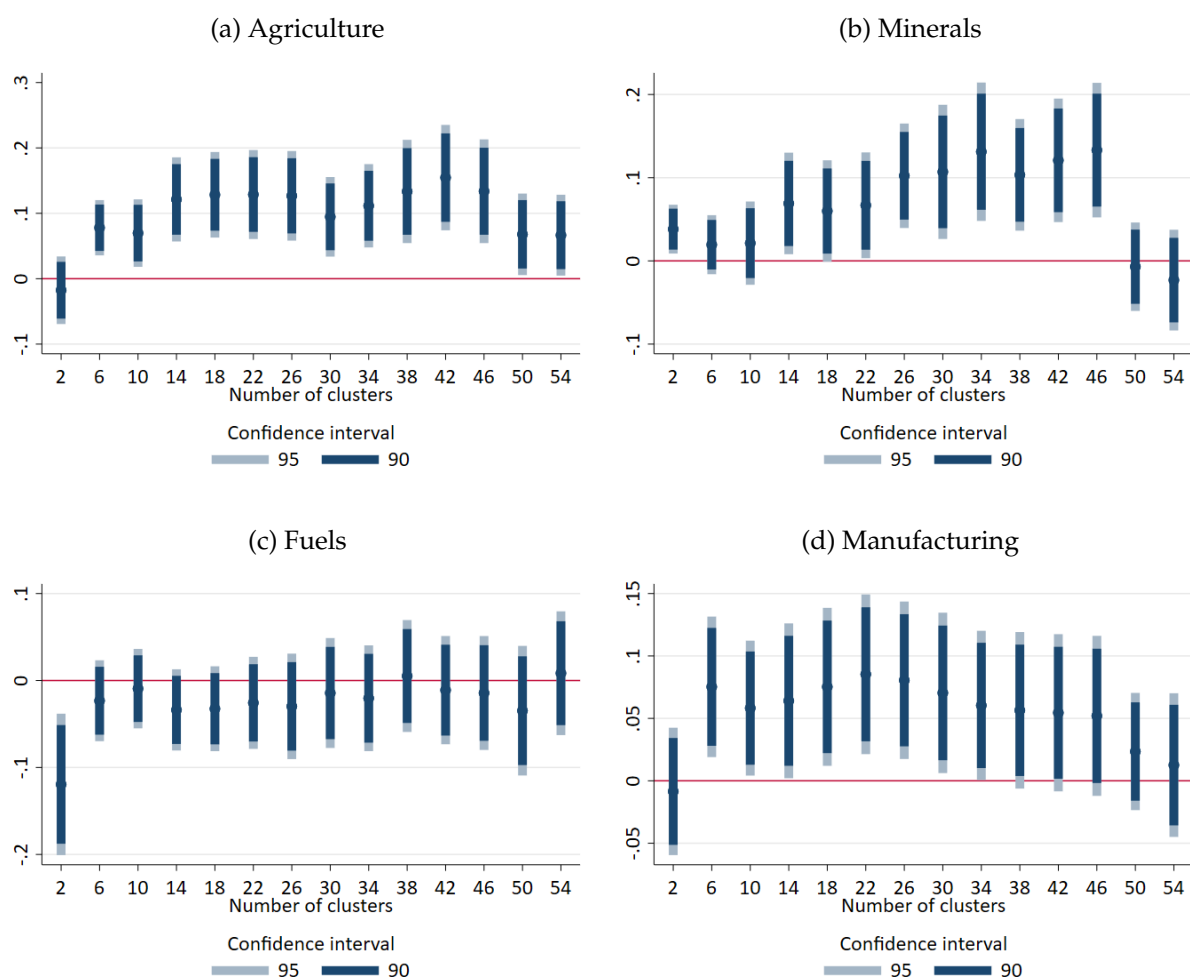 (a) Agriculture
.3
.2
.1
0
-.1
2 6 10 14 18 22 26 30 34 38 42 46 50 54
Number of clusters
Confidence interval
95 90
(b) Minerals
.2
.1
0
-.1
2 6 10 14 18 22 26 30 34 38 42 46 50 54
Number of clusters
Confidence interval
95 90
(c) Fuels
.1
0
-.1
-.2
2 6 10 14 18 22 26 30 34 38 42 46 50 54
Number of clusters
Confidence interval
95 90
(d) Manufacturing
.15
.1
.05
0
-.05
2 6 10 14 18 22 26 30 34 38 42 46 50 54
Number of clusters
Confidence interval
95 90